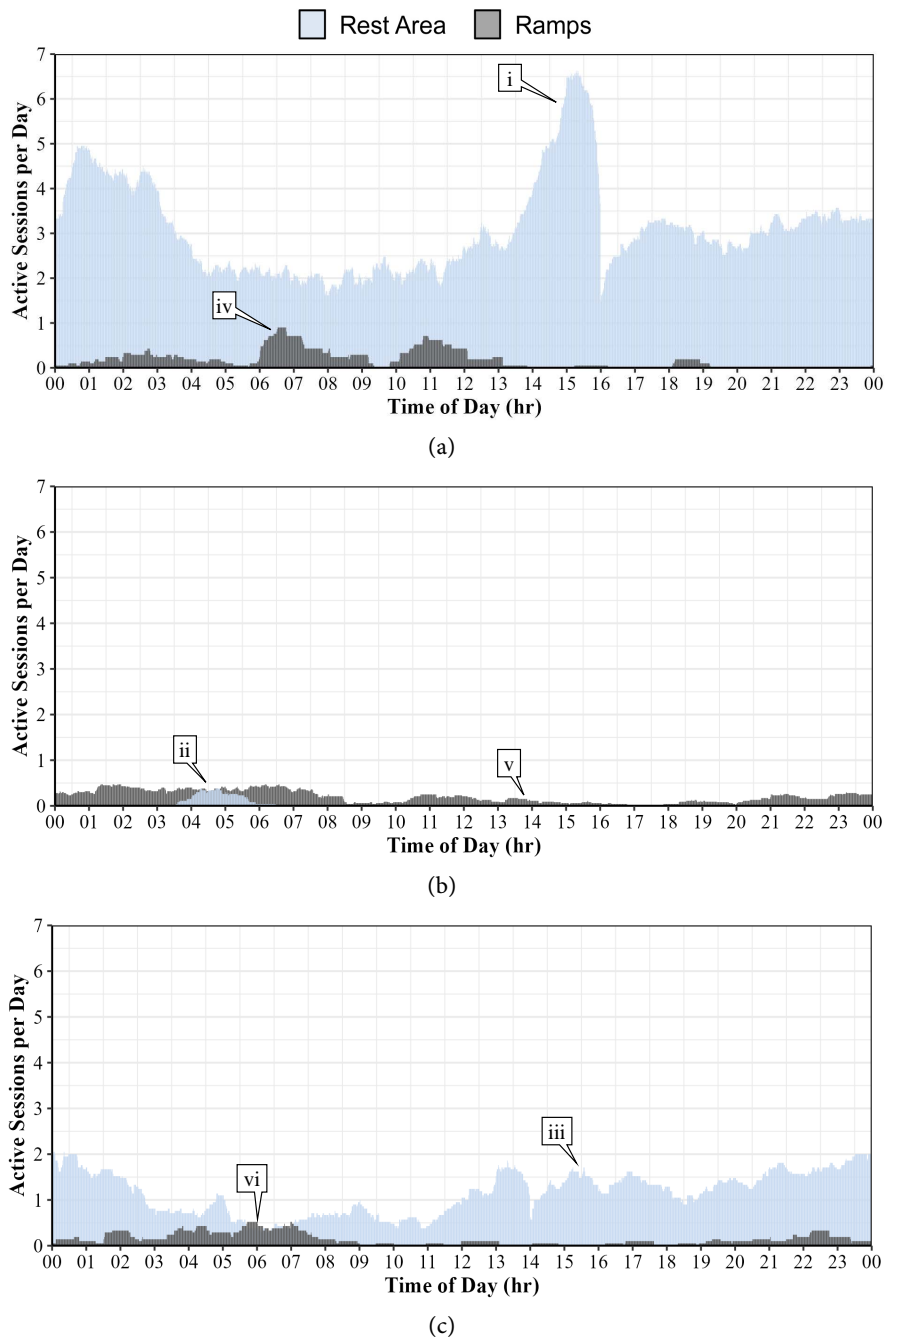 Rest Area Ramps
Active Sessions per Day
7
6
5
4
3
2
1
0
i
iv
00 01 02 03 04 05 06 07 08 09 10 11 12 13 14 15 16 17 18 19 20 21 22 23 00
Time of Day (hr)
(a)
Active Sessions per Day
7
6
5
4
3
2
1
0
ii
v
00 01 02 03 04 05 06 07 08 09 10 11 12 13 14 15 16 17 18 19 20 21 22 23 00
Time of Day (hr)
(b)
Active Sessions per Day
7
6
5
4
3
2
1
0
iii
vi
00 01 02 03 04 05 06 07 08 09 10 11 12 13 14 15 16 17 18 19 20 21 22 23 00
Time of Day (hr)
(c)